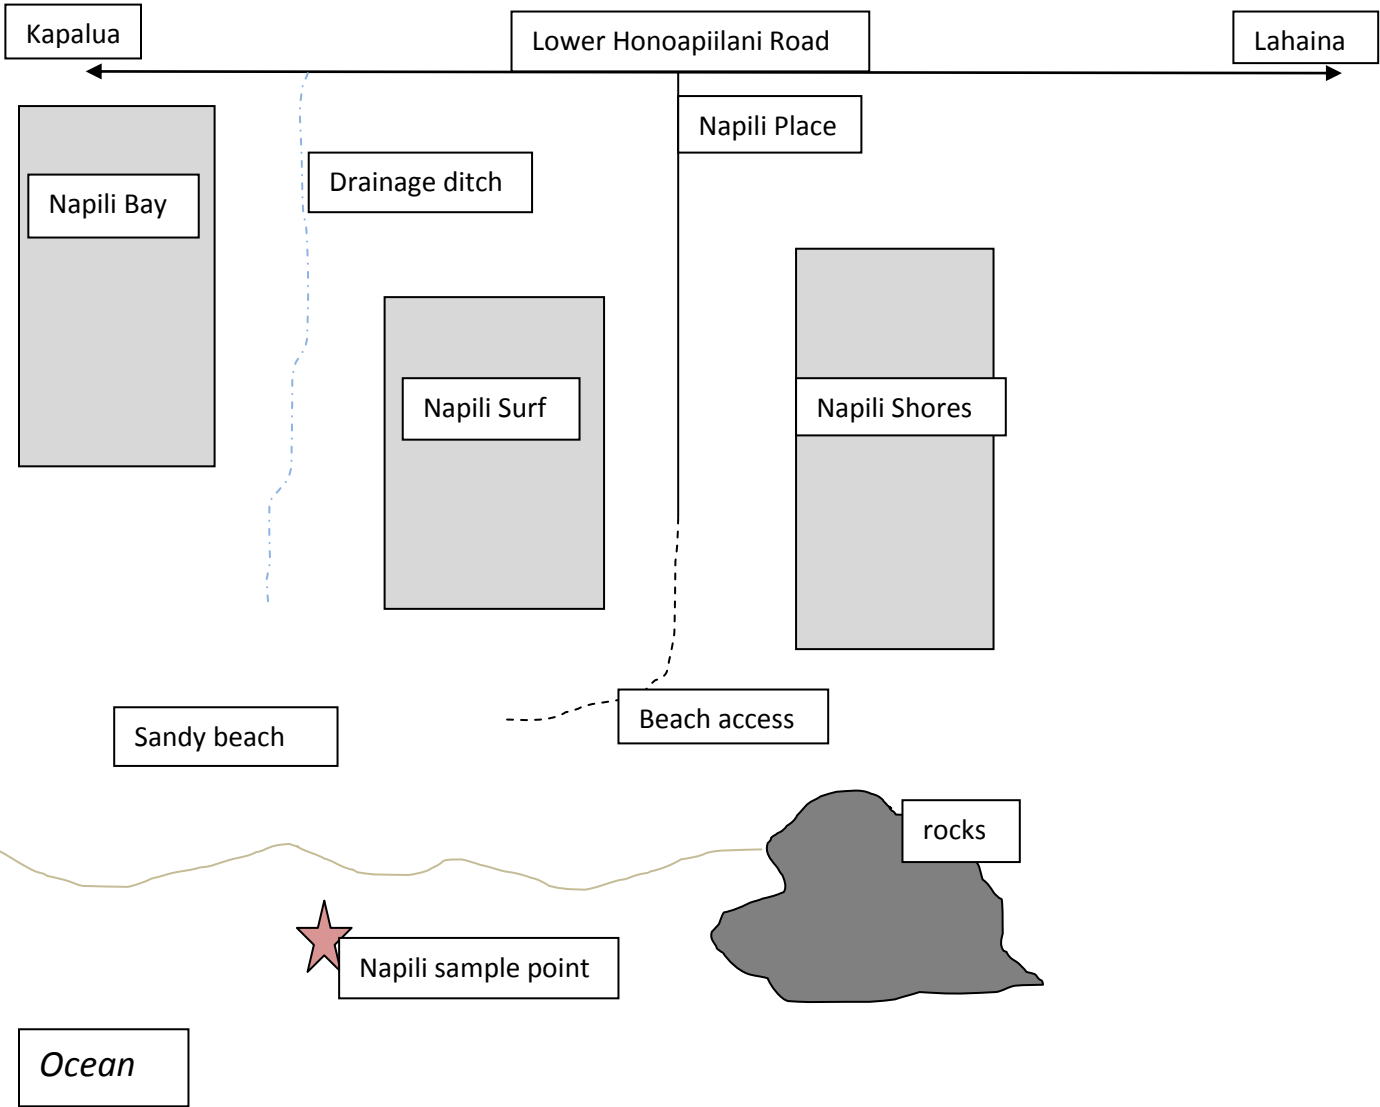 Kapalua
Lower Honoapiilani Road
Lahaina
Napili Place
Drainage ditch
Napili Bay
Napili Surf
Napili Shores
Beach access
Sandy beach
rocks
Napili sample point
Ocean